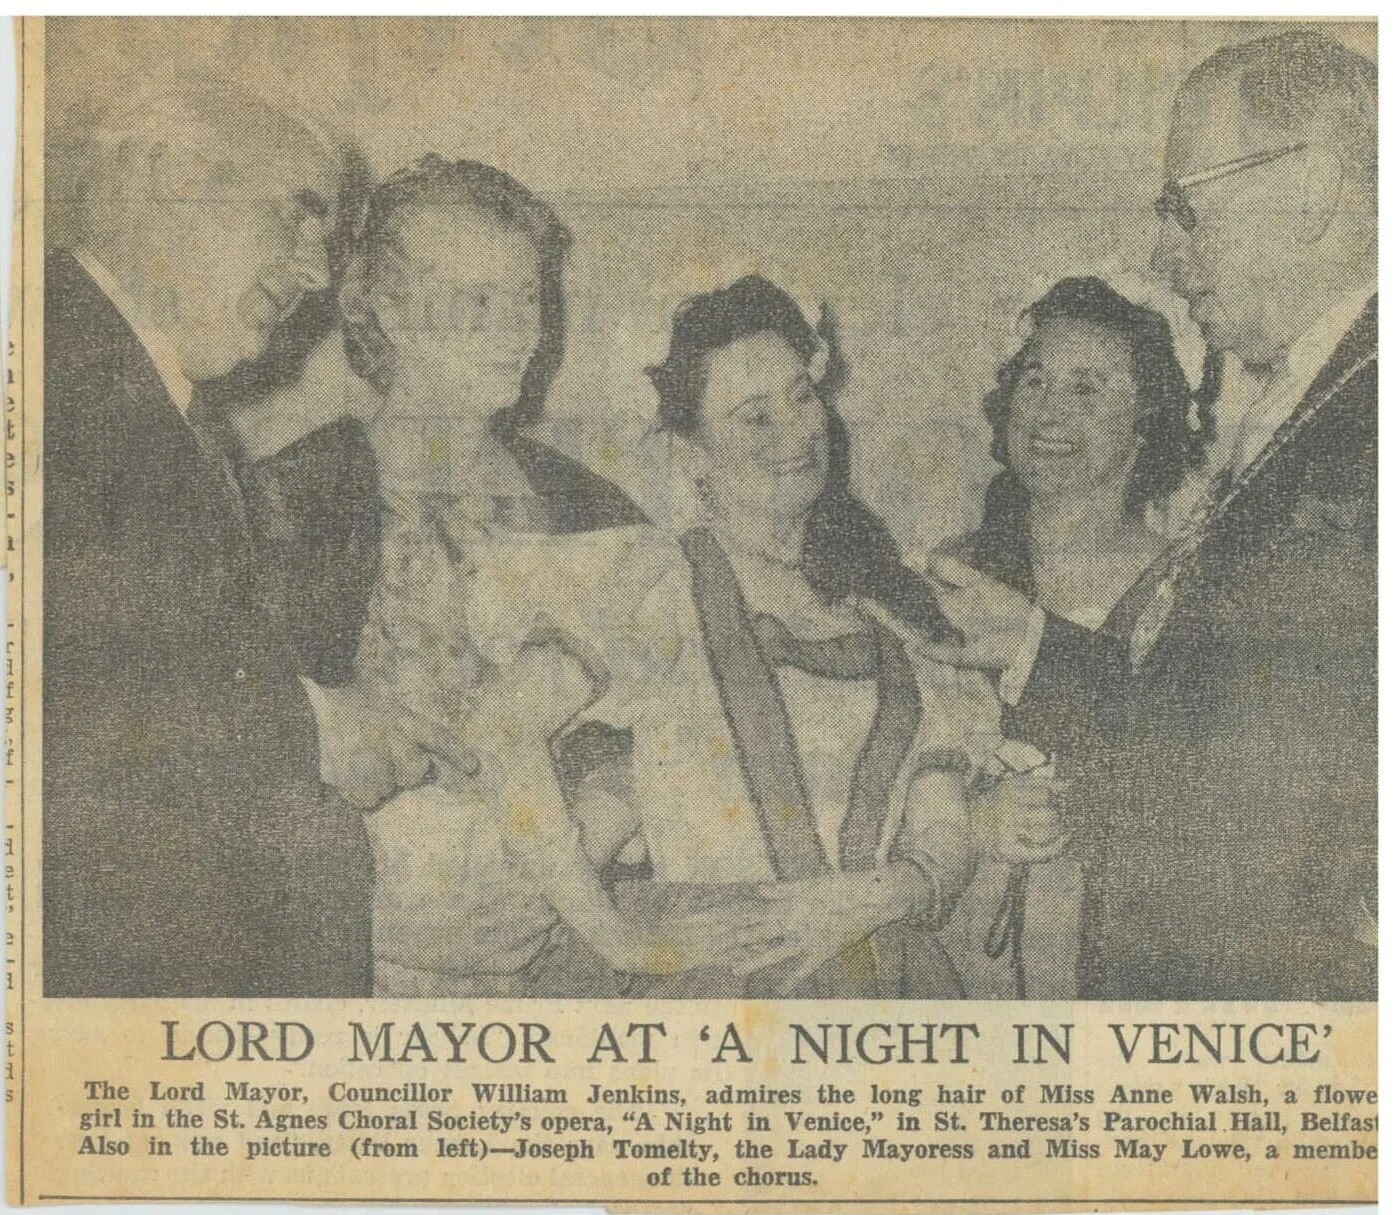 LORD MAYOR AT ‘A NIGHT IN VENICE’
The Lord Mayor, Councillor William Jenkins, admires the long hair of Miss Anne Walsh, a flowe
girl in the St. Agnes Choral Society's opera, “A Night in Venice,” in St. Theresa's Parochial Hall, Belfast
Also in the picture (from left)—Joseph Tomelty, the Lady Mayoress and Miss May Lowe, a membe
of the chorus.